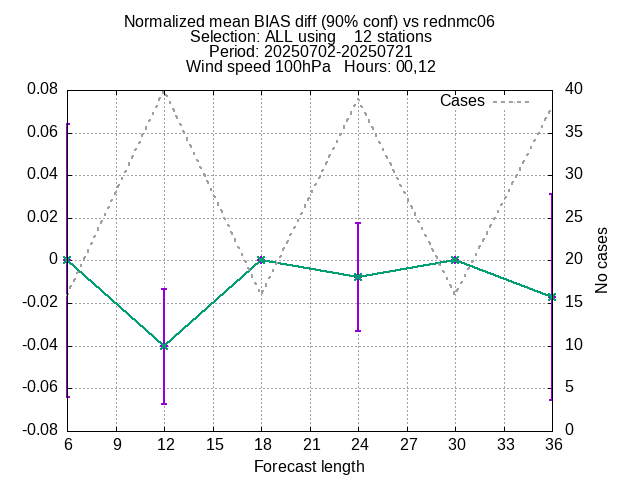 Normalized mean BIAS diff (90% conf) vs rednmc06
Selection: ALL using    12 stations
Period: 20250702-20250721
Wind speed 100hPa   Hours: 00,12
Cases
0.08
0.06
0.04
0.02
0
-0.02
-0.04
-0.06
-0.08
40
35
30
25
20
15
10
5
0
No cases
6 9 12 15 18 21 24 27 30 33 36
Forecast length